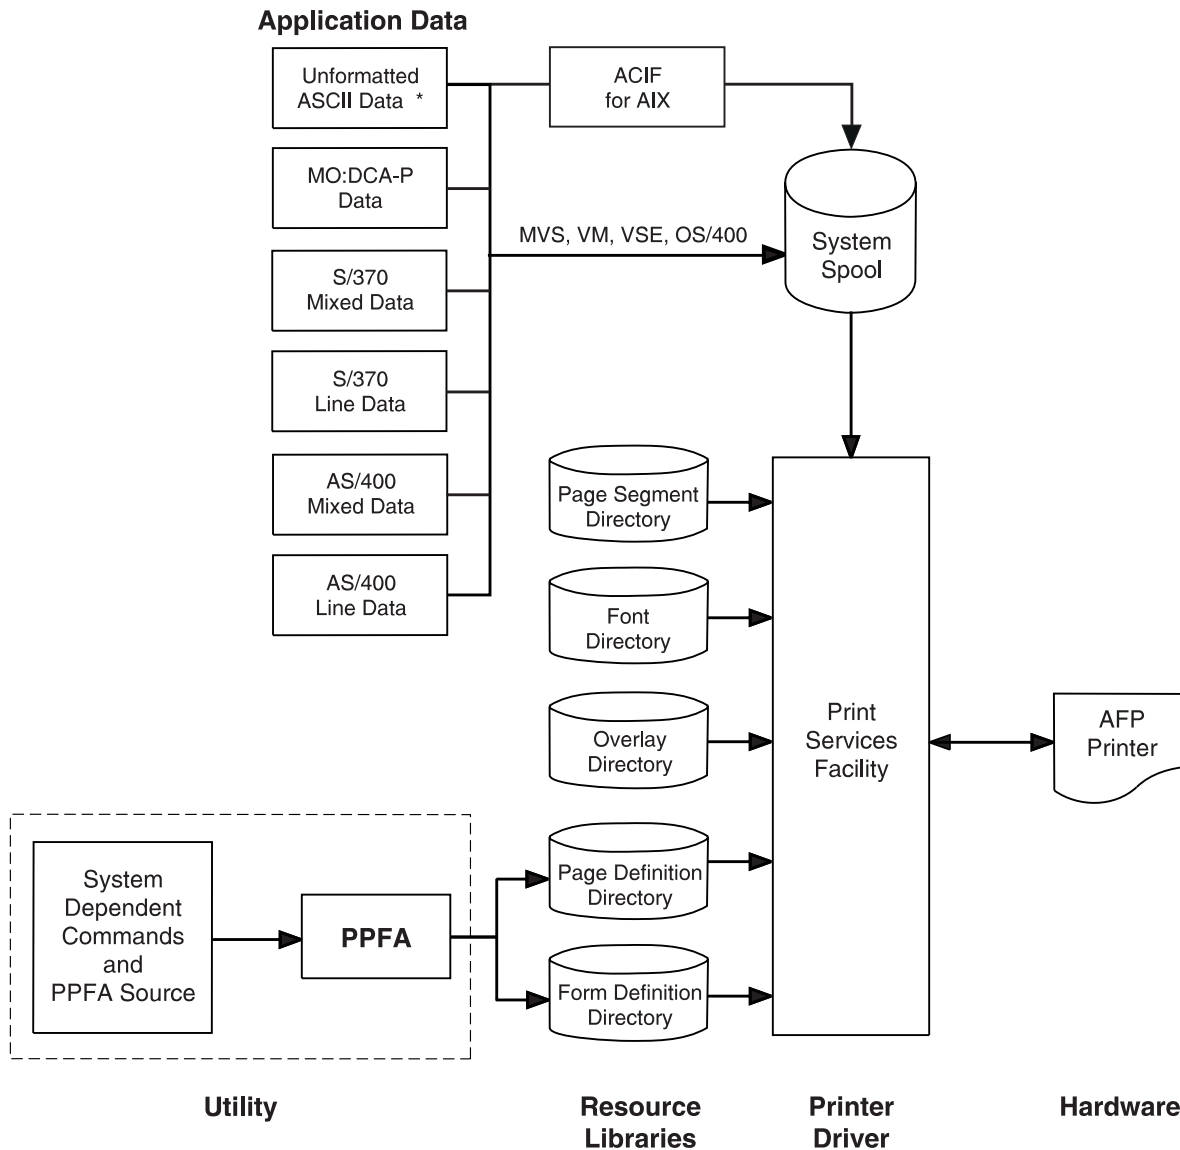 Application Data
Unformatted
ASCII Data *
ACIF
for AIX
MO:DCA-P
Data
MVS, VM, VSE, OS/400
System
Spool
S/370
Mixed Data
S/370
Line Data
AS/400
Mixed Data
Page Segment
Directory
AS/400
Line Data
Font
Directory
Overlay
Directory
Print
Services
Facility
AFP
Printer
System
Dependent
Commands
and
PPFA Source
PPFA
Page Definition
Directory
Form Definition
Directory
Utility
Resource
Libraries
Printer
Driver
Hardware